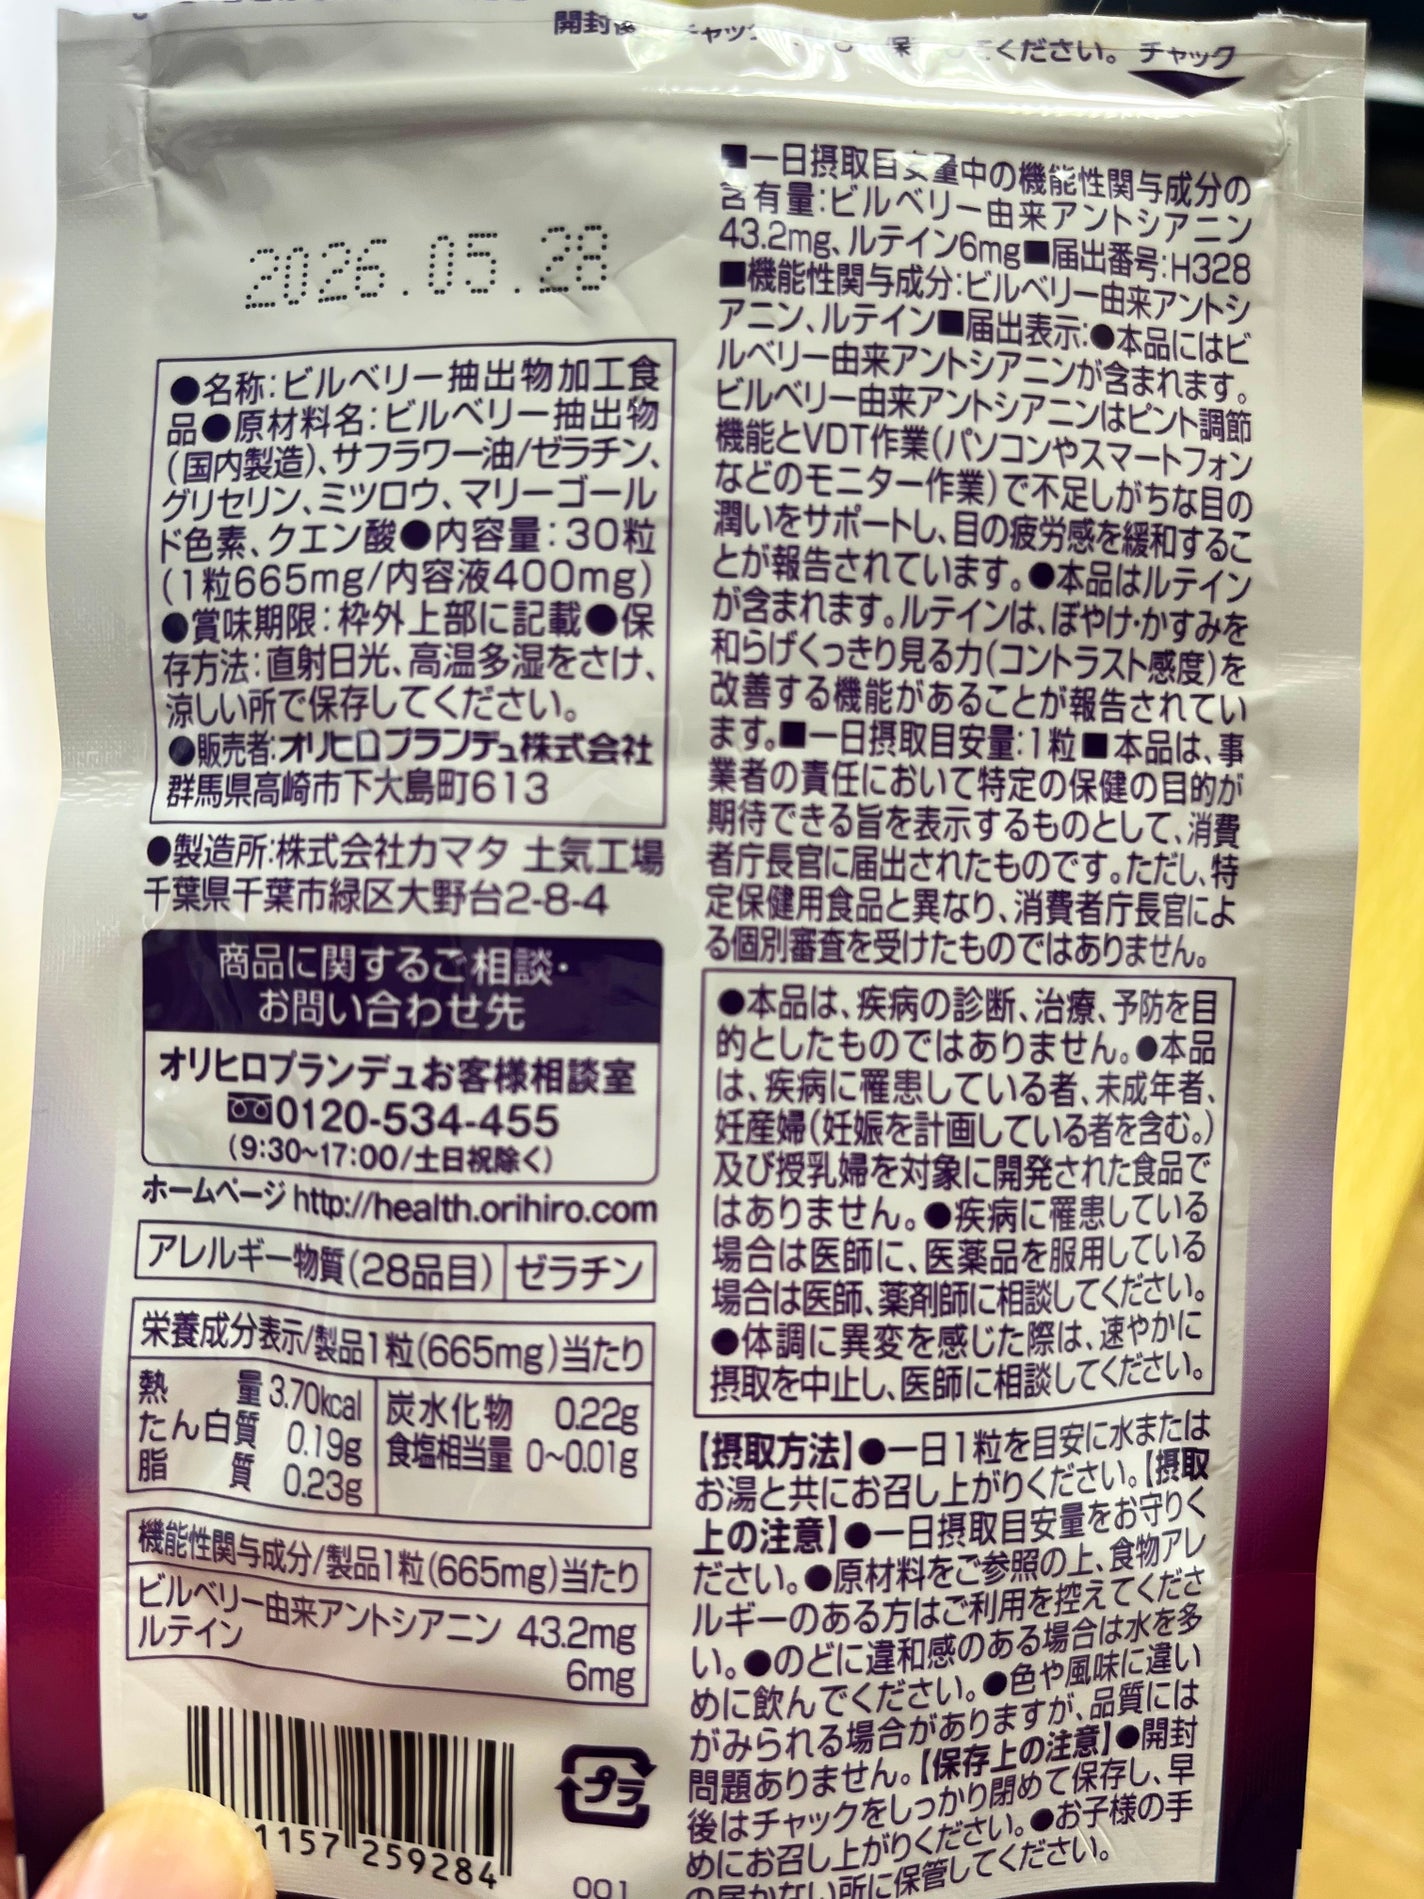 開封後
チャック
ください。チャック
2026.05.28
●名称:ビルベリー抽出物加工食
品●原材料名:ビルベリー抽出物
(国内製造)、サフラワー油/ゼラチン、
グリセリン、ミツロウ、マリーゴール
ド色素、クエン酸●内容量:30粒
(1粒665mg/内容液400mg)
●賞味期限:枠外上部に記載●保
存方法:直射日光、高温多湿をさけ、
涼しい所で保存してください。
●販売者:オリヒロプランデュ株式会社
群馬県高崎市下大島町613
●製造所:株式会社カマタ 土気工場
千葉県千葉市緑区大野台2-8-4
商品に関するご相談・
お問い合わせ先
オリヒロプランデュお客様相談室
0120-534-455
(9:30~17:00/土日祝除く)
ホームページ http://health.orihiro.com
アレルギー物質(28品目) ゼラチン
栄養成分表示/製品1粒(665mg)当たり
熱量 3.70kcal 炭水化物 0.22g
たん白質 0.19g 食塩相当量 0~0.01g
脂質 0.23g
機能性関与成分/製品1粒(665mg)当たり
ビルベリー由来アントシアニン 43.2mg
ルテイン 6mg
1157 259284
プラ
001
■一日摂取目安量中の機能性関与成分の
含有量:ビルベリー由来アントシアニン
43.2mg、ルテイン6mg■届出番号:H328
■機能性関与成分:ビルベリー由来アントシ
アニン、ルテイン■届出表示:●本品にはビ
ルベリー由来アントシアニンが含まれます。
ビルベリー由来アントシアニンはピント調節
機能とVDT作業(パソコンやスマートフォン
などのモニター作業)で不足しがちな目の
潤いをサポートし、目の疲労感を緩和するこ
とが報告されています。●本品はルテイン
が含まれます。ルテインは、ぼやけ・かすみを
和らげくっきり見る力(コントラスト感度)を
改善する機能があることが報告されてい
ます。■一日摂取目安量:1粒■本品は、事
業者の責任において特定の保健の目的が
期待できる旨を表示するものとして、消費
者庁長官に届出されたものです。ただし、特
定保健用食品と異なり、消費者庁長官によ
る個別審査を受けたものではありません。
●本品は、疾病の診断、治療、予防を目
的としたものではありません。●本品
は、疾病に罹患している者、未成年者、
妊産婦(妊娠を計画している者を含む。)
及び授乳婦を対象に開発された食品で
はありません。●疾病に罹患している
場合は医師に、医薬品を服用している
場合は医師、薬剤師に相談してください。
●体調に異変を感じた際は、速やかに
摂取を中止し、医師に相談してください。
【摂取方法】●一日1粒を目安に水または
お湯と共にお召し上がりください。【摂取
上の注意】●一日摂取目安量をお守りく
ださい。●原材料をご参照の上、食物アレ
ルギーのある方はご利用を控えてくださ
い。●のどに違和感のある場合は水を多
めに飲んでください。●色や風味に違い
がみられる場合がありますが、品質には
問題ありません。【保存上の注意】●開封
後はチャックをしっかり閉めて保存し、早
めにお召し上がりください。●お子様の手
の届かない所に保管してください。